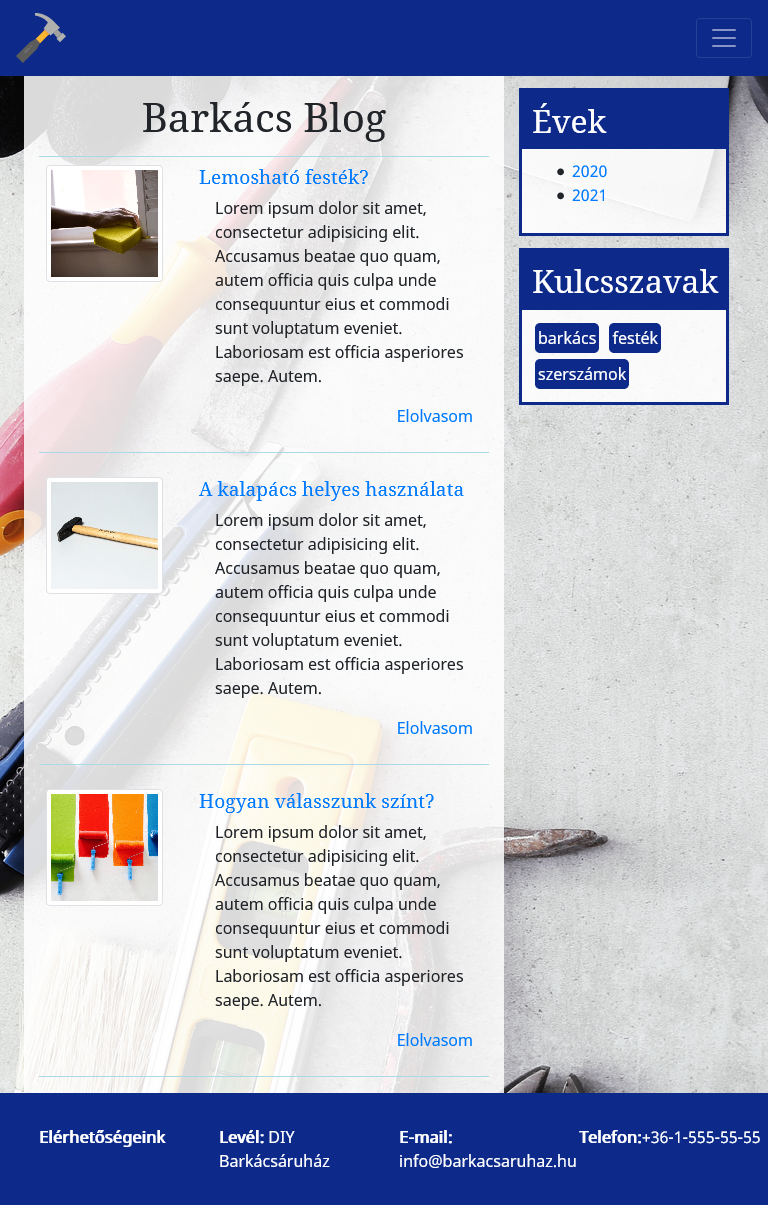 Barkács Blog
Lemosható festék?
Lorem ipsum dolor sit amet,
consectetur adipisicing elit.
Accusamus beatae quo quam,
autem officia quis culpa unde
consequuntur eius et commodi
sunt voluptatum eveniet.
Laboriosam est officia asperiores
saepe. Autem.
Elolvasom
A kalapács helyes használata
Lorem ipsum dolor sit amet,
consectetur adipisicing elit.
Accusamus beatae quo quam,
autem officia quis culpa unde
consequuntur eius et commodi
sunt voluptatum eveniet.
Laboriosam est officia asperiores
saepe. Autem.
Elolvasom
Hogyan válasszunk színt?
Lorem ipsum dolor sit amet,
consectetur adipisicing elit.
Accusamus beatae quo quam,
autem officia quis culpa unde
consequuntur eius et commodi
sunt voluptatum eveniet.
Laboriosam est officia asperiores
saepe. Autem.
Elolvasom
Évek
2020
2021
Kulcsszavak
barkács festék
szerszámok
Elérhetőségeink
Levél: DIY
Barkácsáruház
E-mail:
info@barkacsaruhaz.hu
Telefon:+36-1-555-55-55